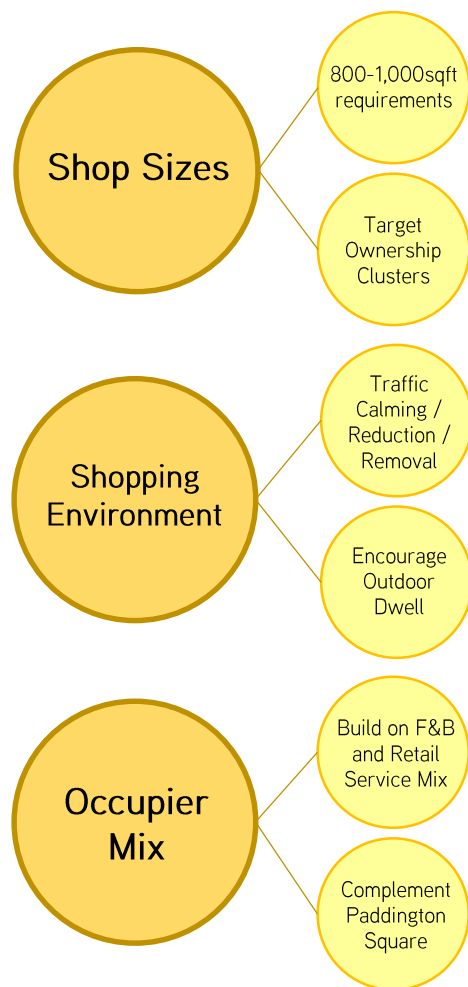 Shop Sizes
800-1,000sqft
requirements
Target
Ownership
Clusters
Shopping
Environment
Traffic
Calming /
Reduction /
Removal
Encourage
Outdoor
Dwell
Occupier
Mix
Build on F&B
and Retail
Service Mix
Complement
Paddington
Square